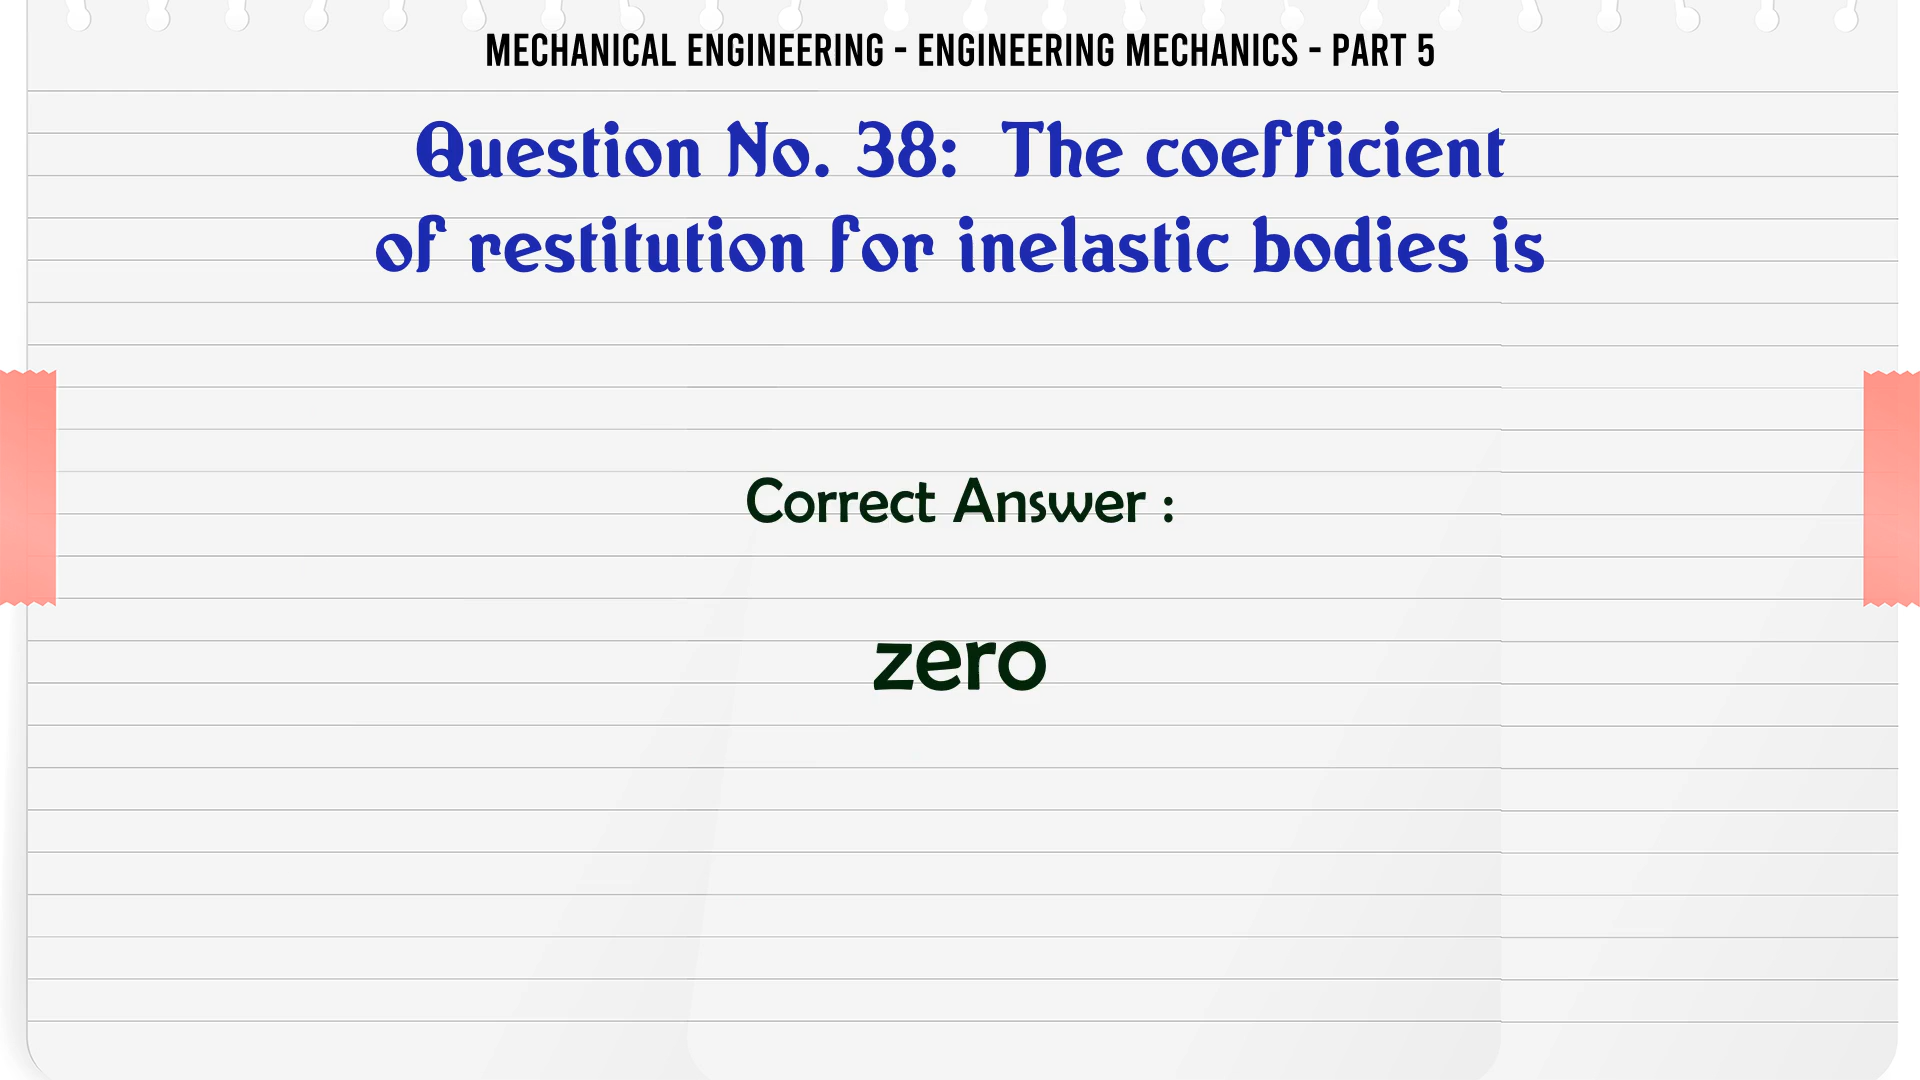 MECHANICAL ENGINEERING - ENGINEERING MECHANICS - PART 5
Question No. 38: The coefficient
of restitution for inelastic bodies is
Correct Answer :
zero